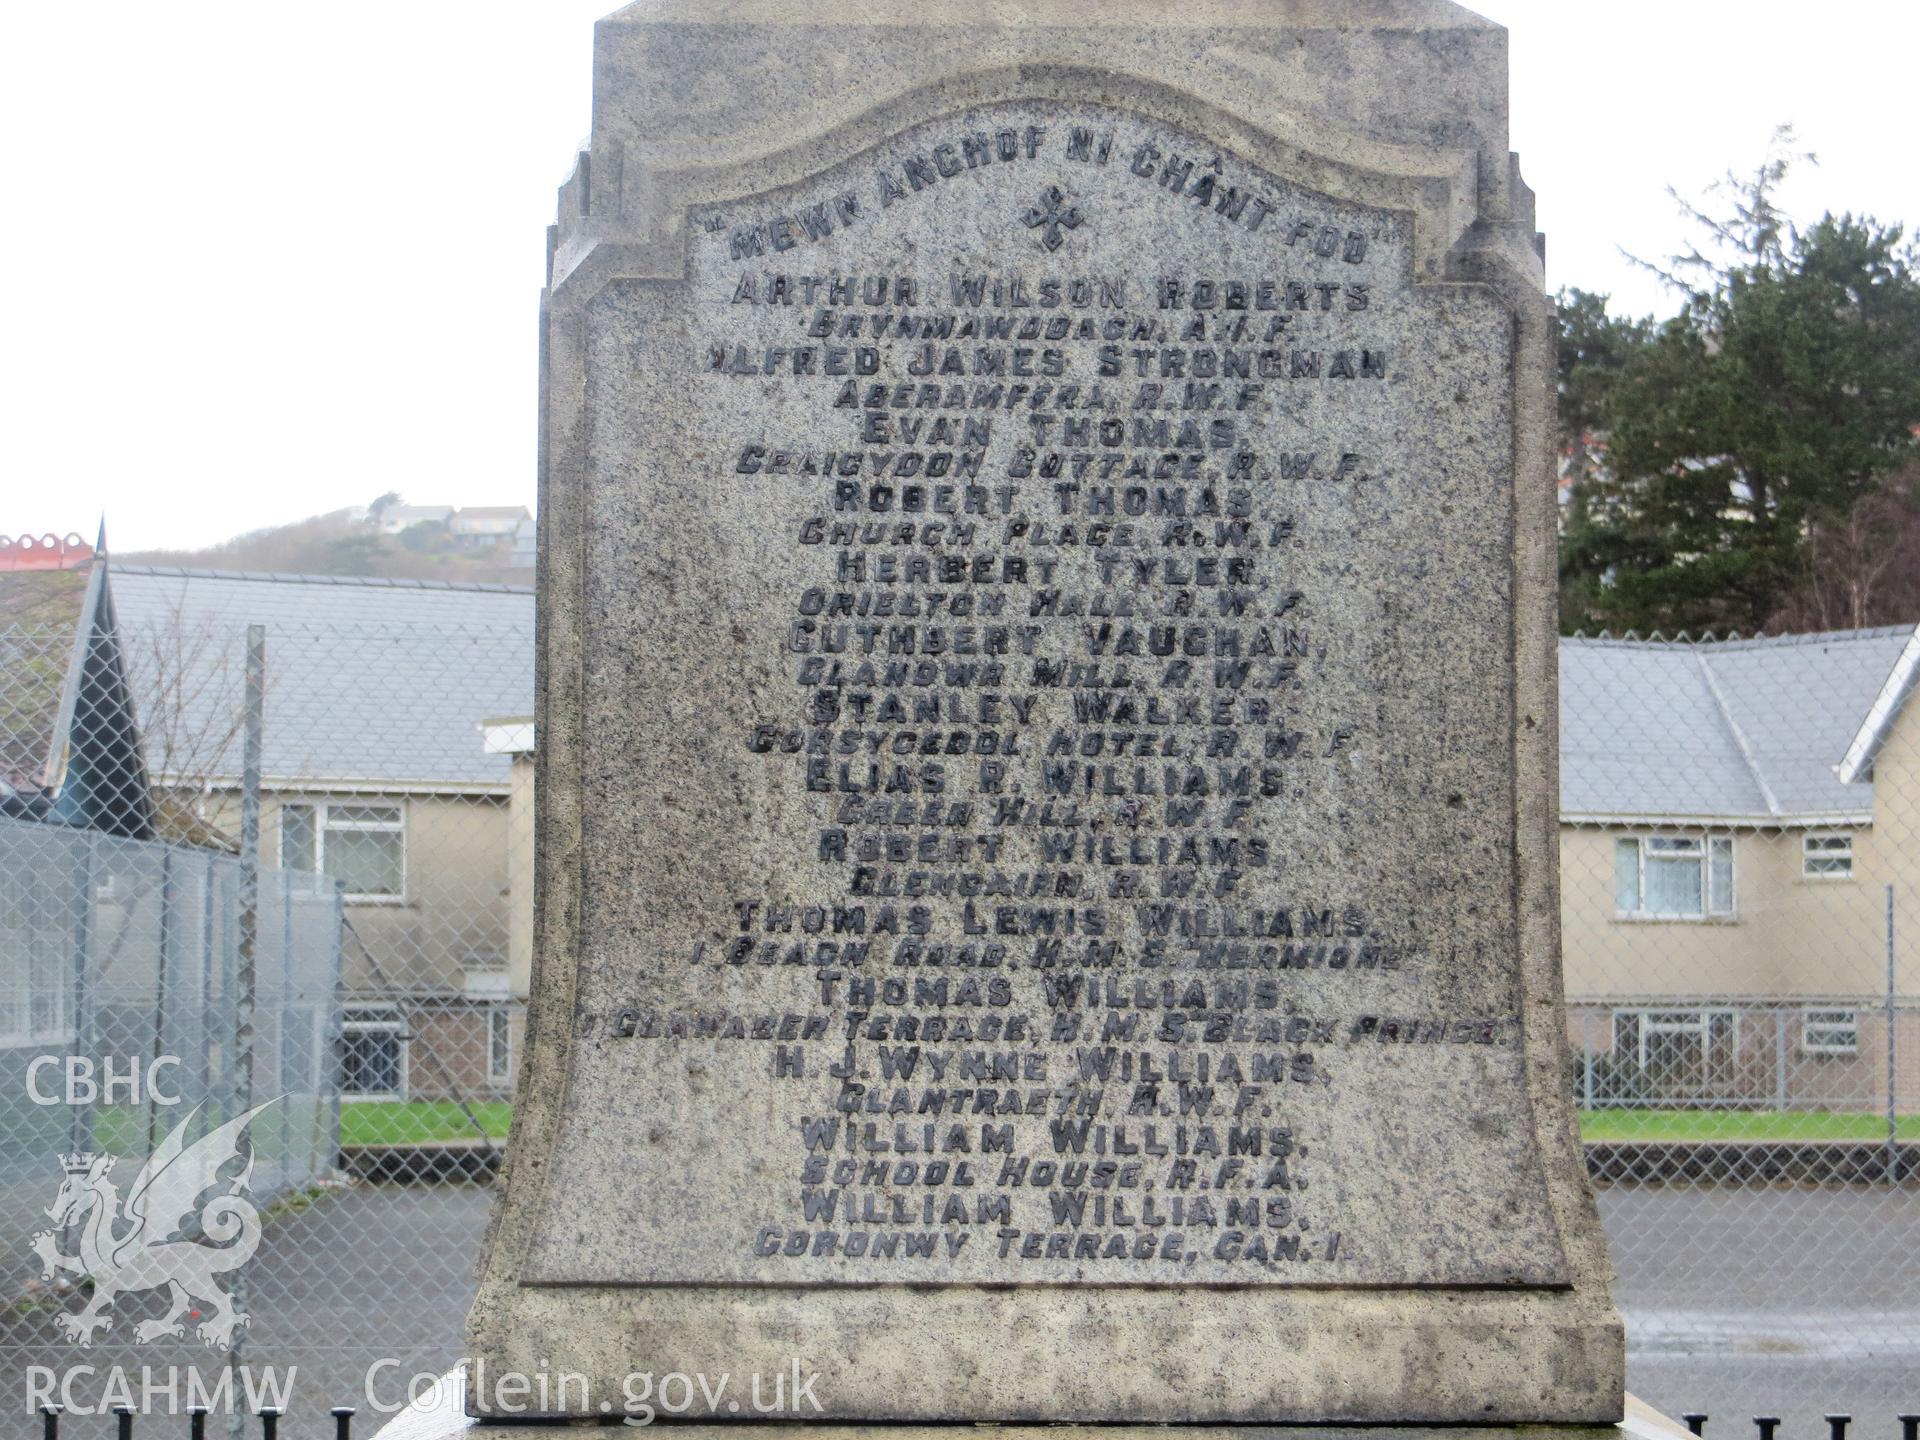 "MEWN ANGHOF NI CHÂNT FOD"
ARTHUR WILSON ROBERTS
BRYNMAWDDACH, A.I.F.
ALFRED JAMES STRONGMAN,
ABERAMFFRA, R.W.F.
EVAN THOMAS,
CRAIGYDON COTTAGE, R.W.F.
ROBERT THOMAS,
CHURCH PLACE, R.W.F.
HERBERT TYLER,
ORIELTON HALL, R.W.F.
CUTHBERT VAUGHAN,
GLANDWR MILL, R.W.F.
STANLEY WALKER,
CORSYGEDOL HOTEL, R.W.F.
ELIAS R. WILLIAMS,
GREEN HILL, R.W.F.
ROBERT WILLIAMS,
GLENCAIRN, R.W.F.
THOMAS LEWIS WILLIAMS,
1, BEACH ROAD, H.M.S. "HERMIONE"
THOMAS WILLIAMS,
TERRACE, H.M.S. "BLACK PRINCE."
H. J. WYNNE WILLIAMS,
GLANTRAETH, R.W.F.
WILLIAM WILLIAMS,
SCHOOL HOUSE, R.F.A.
WILLIAM WILLIAMS,
GORONWY TERRACE, CAN. I.
CBHC
RCAHMW Coflein.gov.uk